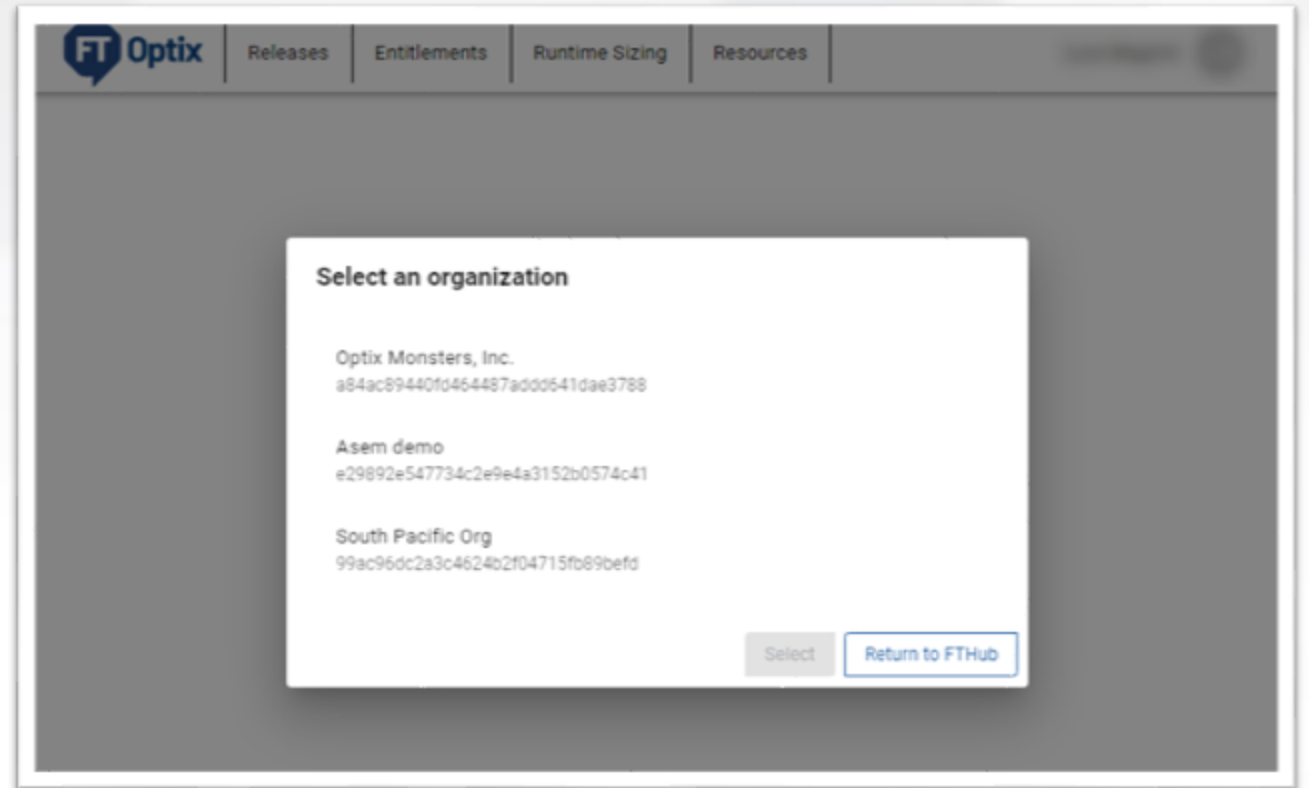 FT Optix
Releases
Entitlements
Runtime Sizing
Resources
Select an organization
Optix Monsters, Inc.
a84ac89440fd464487addd641dae3788
Asem demo
e29892e547734c2e9e4a3152b0574c41
South Pacific Org
99ac96dc2a3c4624b2f04715fb89befd
Select
Return to FTHub